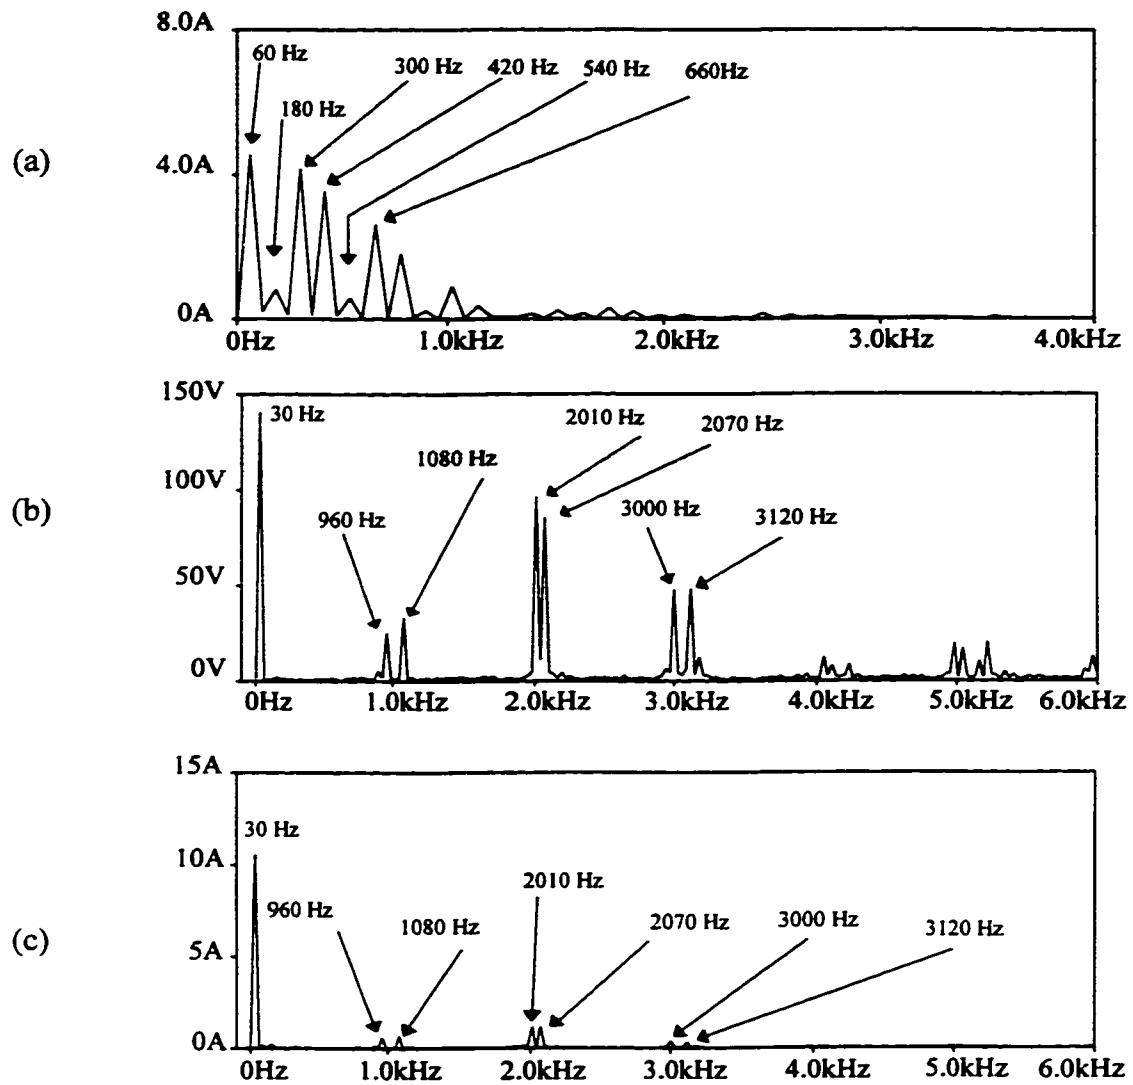 8.0A
60 Hz
300 Hz
420 Hz
540 Hz
660Hz
180 Hz
(a)
4.0A
0A
0Hz
1.0kHz
2.0kHz
3.0kHz
4.0kHz
150V
30 Hz
2010 Hz
2070 Hz
1080 Hz
100V
(b)
960 Hz
3000 Hz
3120 Hz
50V
0V
0Hz
1.0kHz
2.0kHz
3.0kHz
4.0kHz
5.0kHz
6.0kHz
15A
30 Hz
10A
2010 Hz
960 Hz
1080 Hz
2070 Hz
3000 Hz
3120 Hz
(c)
5A
0A
0Hz
1.0kHz
2.0kHz
3.0kHz
4.0kHz
5.0kHz
6.0kHz